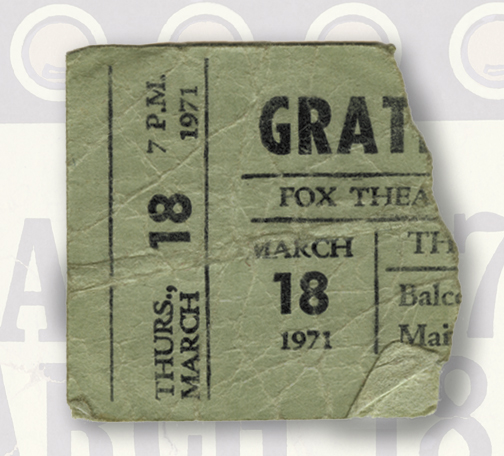 THURS., 18 7 P.M.
MARCH 1971
GRAT
FOX THEA
MARCH
18
1971
TH
Balc
Mai